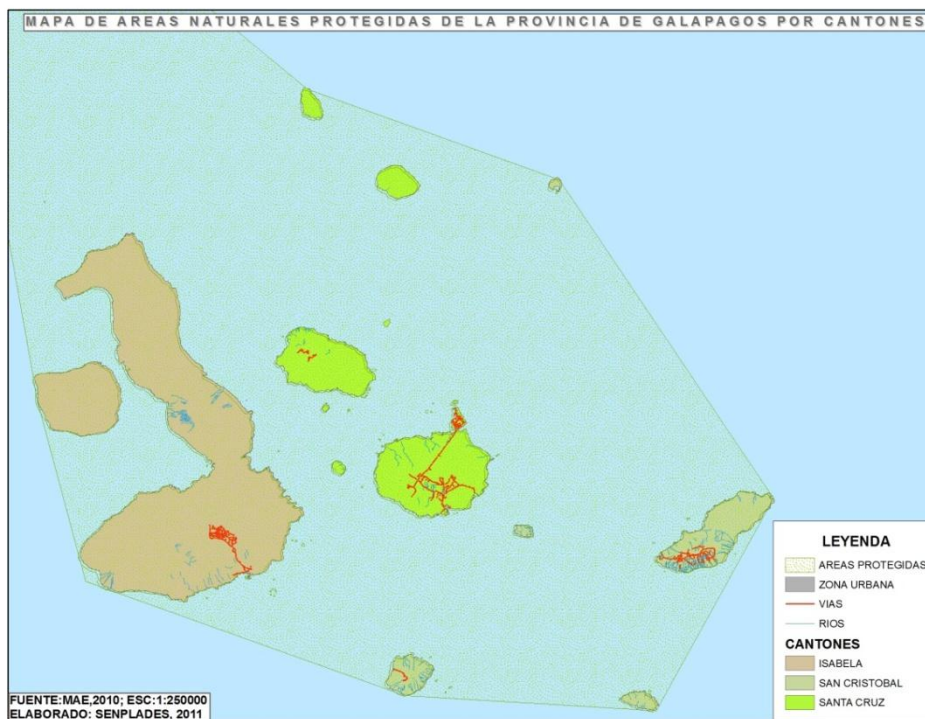 MAPA DE AREAS NATURALES PROTEGIDAS DE LA PROVINCIA DE GALAPAGOS POR CANTONES
LEYENDA
AREAS PROTEGIDAS
ZONA URBANA
VIAS
RIOS
CANTONES
ISABELA
SAN CRISTOBAL
SANTA CRUZ
FUENTE:MAE,2010; ESC:1:250000
ELABORADO: SENPLADES, 2011